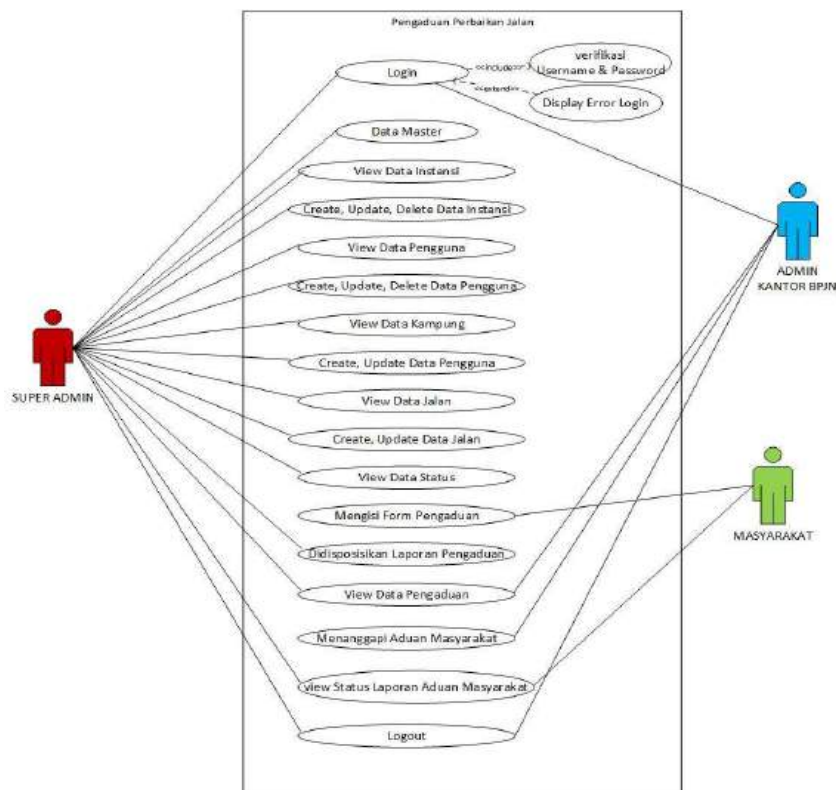 Pengaduan Perbaikan Jalan
Login
<<include>>
verifikasi
Username & Password
<<extend>>
Display Error Login
Data Master
View Data Instansi
Create, Update, Delete Data Instansi
View Data Pengguna
Create, Update, Delete Data Pengguna
View Data Kampung
Create, Update Data Pengguna
View Data Jalan
Create, Update Data Jalan
View Data Status
Mengisi Form Pengaduan
Didisposisikan Laporan Pengaduan
View Data Pengaduan
Menanggapi Aduan Masyarakat
view Status Laporan Aduan Masyarakat
Logout
SUPER ADMIN
ADMIN
KANTOR BPJN
MASYARAKAT